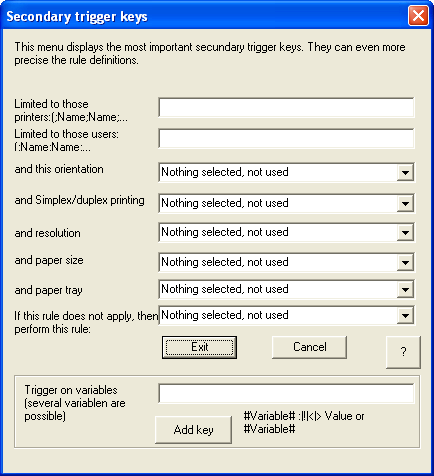 Secondary trigger keys
This menu displays the most important secundary trigger keys. They can even more
precise the rule definitions.
Limited to those
printers:(;Name;Name;...
Limited to those users:
(;Name;Name;...
and this orientation
Nothing selected, not used
and Simplex/duplex printing
Nothing selected, not used
and resolution
Nothing selected, not used
and paper size
Nothing selected, not used
and paper tray
Nothing selected, not used
If this rule does not apply, then
perform this rule:
Nothing selected, not used
Exit
Cancel
?
Trigger on variables
(several variablen are
possible)
Add key
#Variable# :|!|<|> Value or
#Variable#